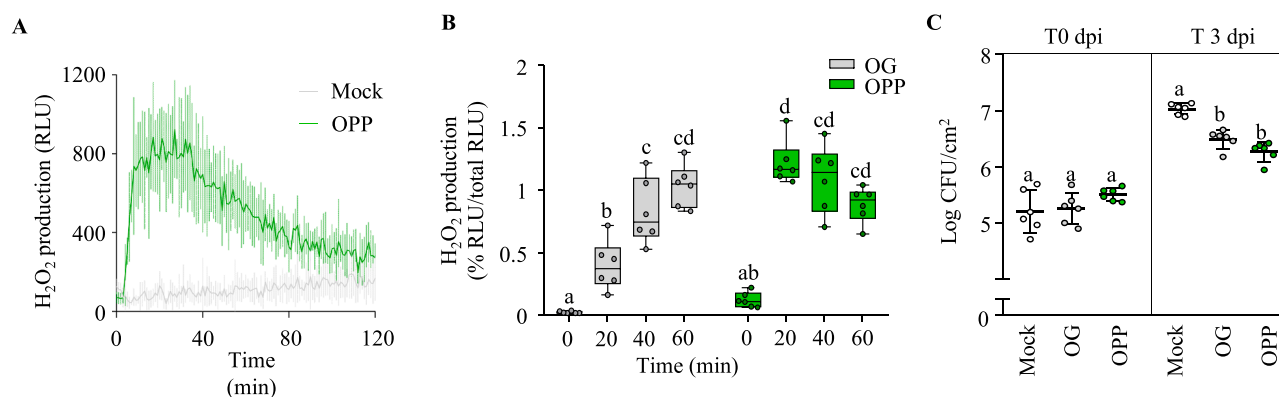 A
H₂O₂ production (RLU)
1200
800
400
0
Mock
OPP
0 40 80 120
Time
(min)
B
H₂O₂ production
(% RLU/total RLU)
2
1.5
1
0.5
0
OG
OPP
a b c cd ab d cd cd
0 20 40 60 0 20 40 60
Time (min)
C
T0 dpi T 3 dpi
Log CFU/cm²
8
7
6
5
0
a a a a b b
Mock OG OPP Mock OG OPP